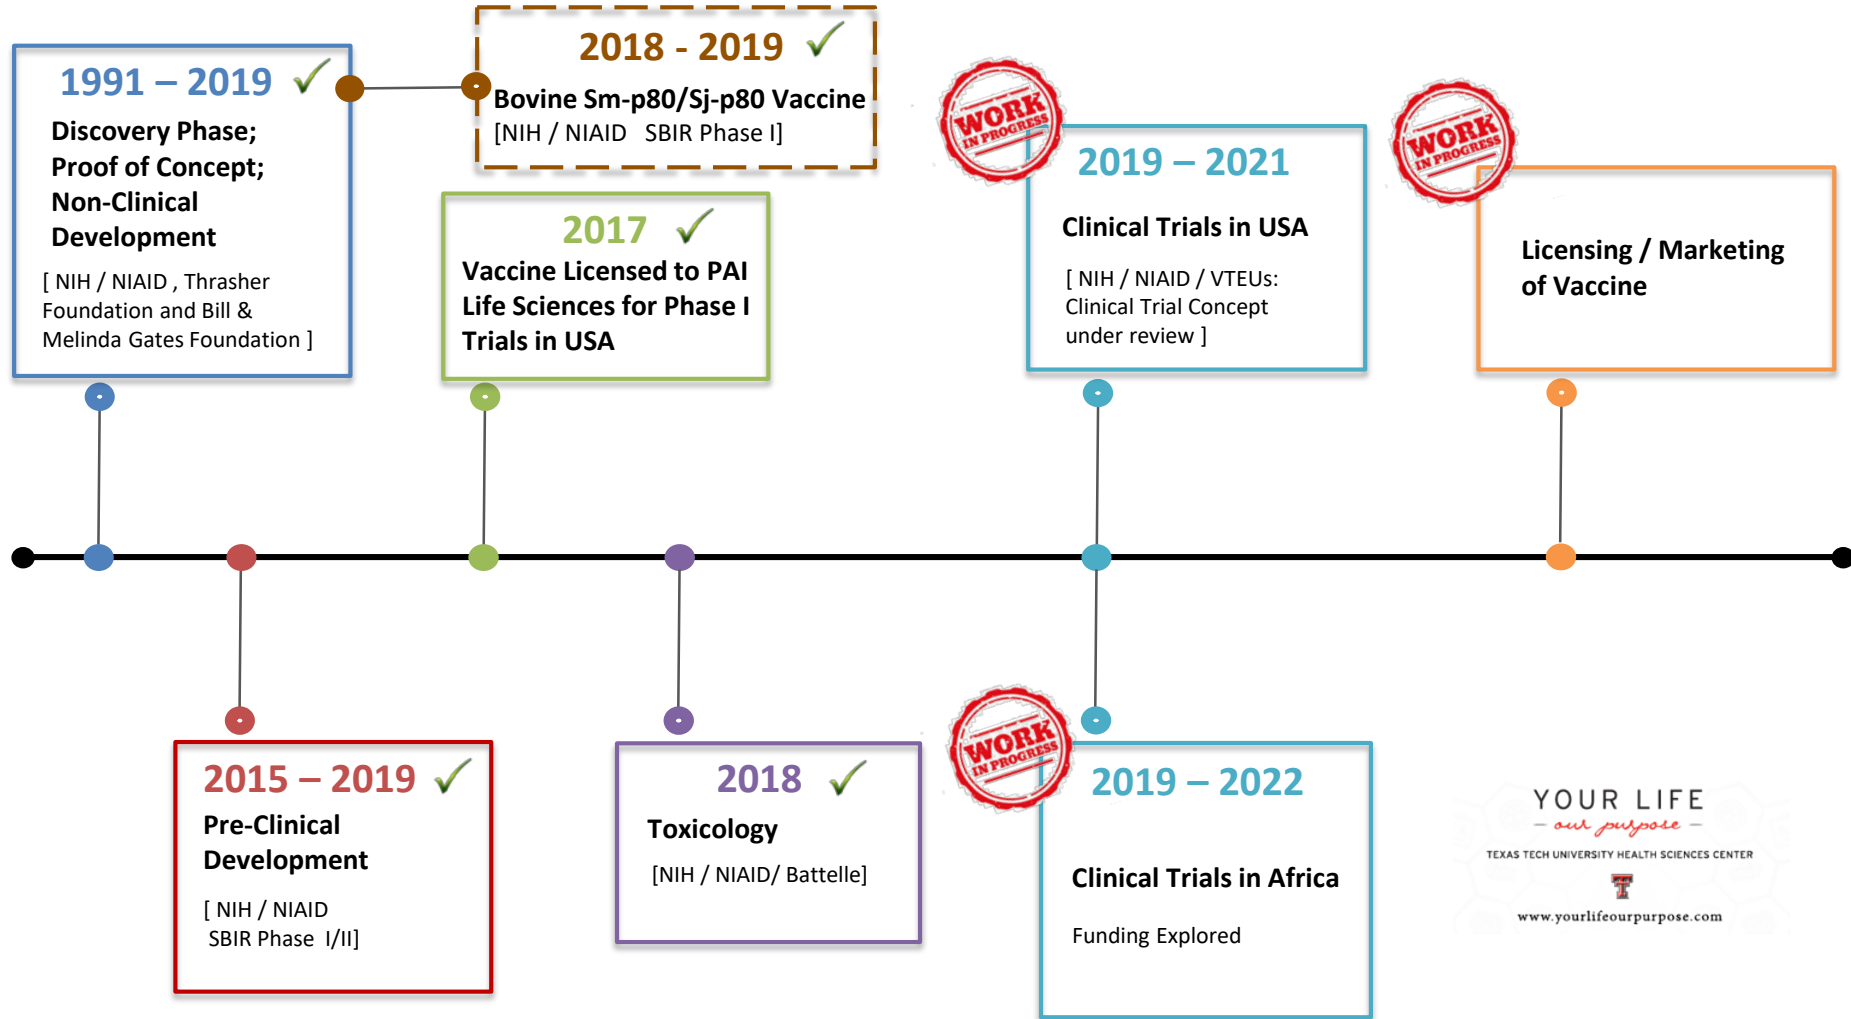 1991 – 2019
Discovery Phase;
Proof of Concept;
Non-Clinical
Development
[ NIH / NIAID , Thrasher
Foundation and Bill &
Melinda Gates Foundation ]
2018 - 2019
Bovine Sm-p80/Sj-p80 Vaccine
[NIH / NIAID SBIR Phase I]
2017
Vaccine Licensed to PAI
Life Sciences for Phase I
Trials in USA
WORK
IN PROGRESS
2019 – 2021
Clinical Trials in USA
[ NIH / NIAID / VTEUs:
Clinical Trial Concept
under review ]
WORK
IN PROGRESS
Licensing / Marketing
of Vaccine
2015 – 2019
Pre-Clinical
Development
[ NIH / NIAID
SBIR Phase I/II]
2018
Toxicology
[NIH / NIAID/ Battelle]
WORK
IN PROGRESS
2019 – 2022
Clinical Trials in Africa
Funding Explored
YOUR LIFE
– our purpose –
TEXAS TECH UNIVERSITY HEALTH SCIENCES CENTER
www.yourlifeourpurpose.com